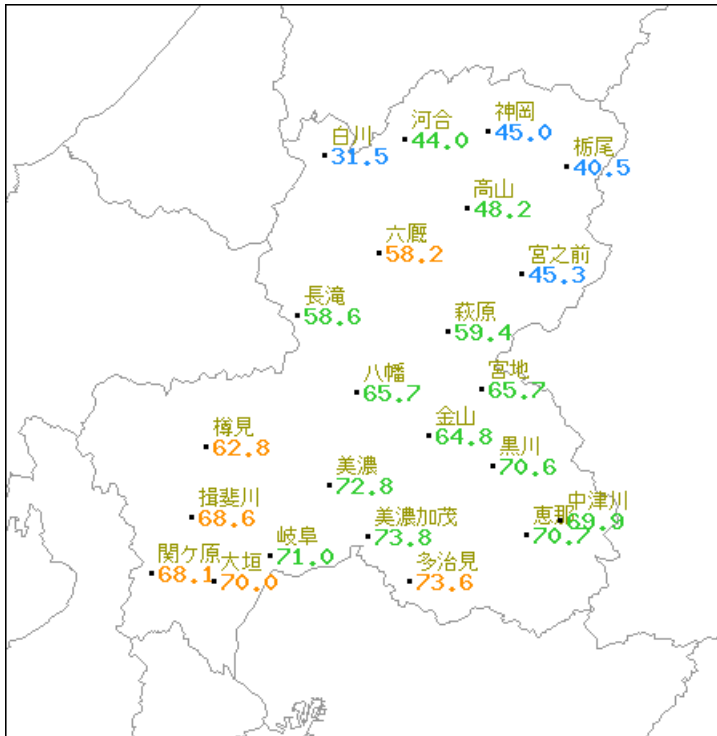 神岡
45.0
河合
44.0
白川
31.5
栃尾
40.5
高山
48.2
六厩
58.2
宮之前
45.3
長滝
58.6
萩原
59.4
八幡
65.7
宮地
65.7
金山
64.8
樽見
62.8
黒川
70.6
美濃
72.8
揖斐川
68.6
中津川
69.9
恵那
70.7
美濃加茂
73.8
岐阜
71.0
関ケ原
68.1
大垣
70.0
多治見
73.6